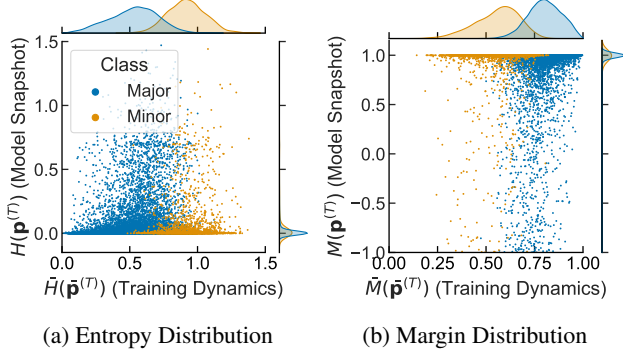 1.5
1.0
0.5
0.0
H(p^(T)) (Model Snapshot)
Class
Major
Minor
0.0 0.5 1.0 1.5
H̄(p̄^(T)) (Training Dynamics)
(a) Entropy Distribution
1.0
0.5
0.0
−0.5
−1.0
M(p^(T)) (Model Snapshot)
0.00 0.25 0.50 0.75 1.00
M̄(p̄^(T)) (Training Dynamics)
(b) Margin Distribution